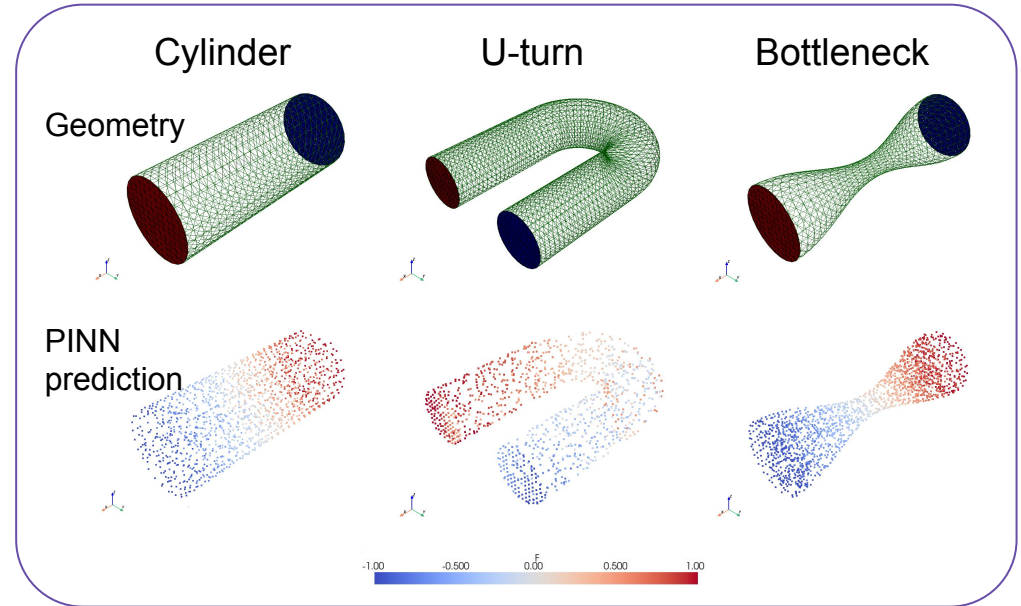 Cylinder
U-turn
Bottleneck
Geometry
PINN
prediction
F
-1.00
-0.500
0.00
0.500
1.00